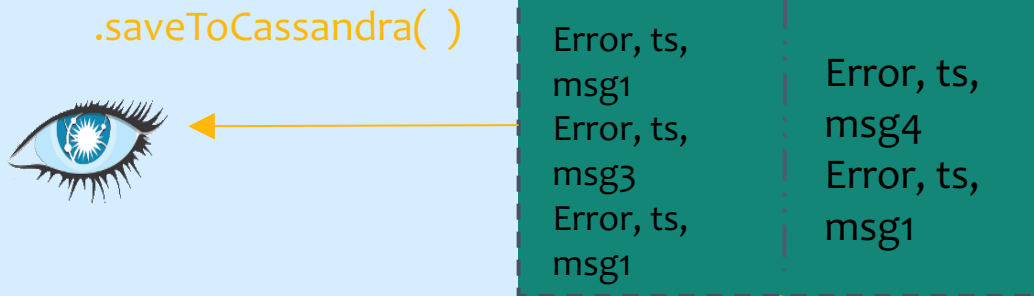 .saveToCassandra( )
Error, ts,
msg1
Error, ts,
msg3
Error, ts,
msg1
Error, ts,
msg4
Error, ts,
msg1